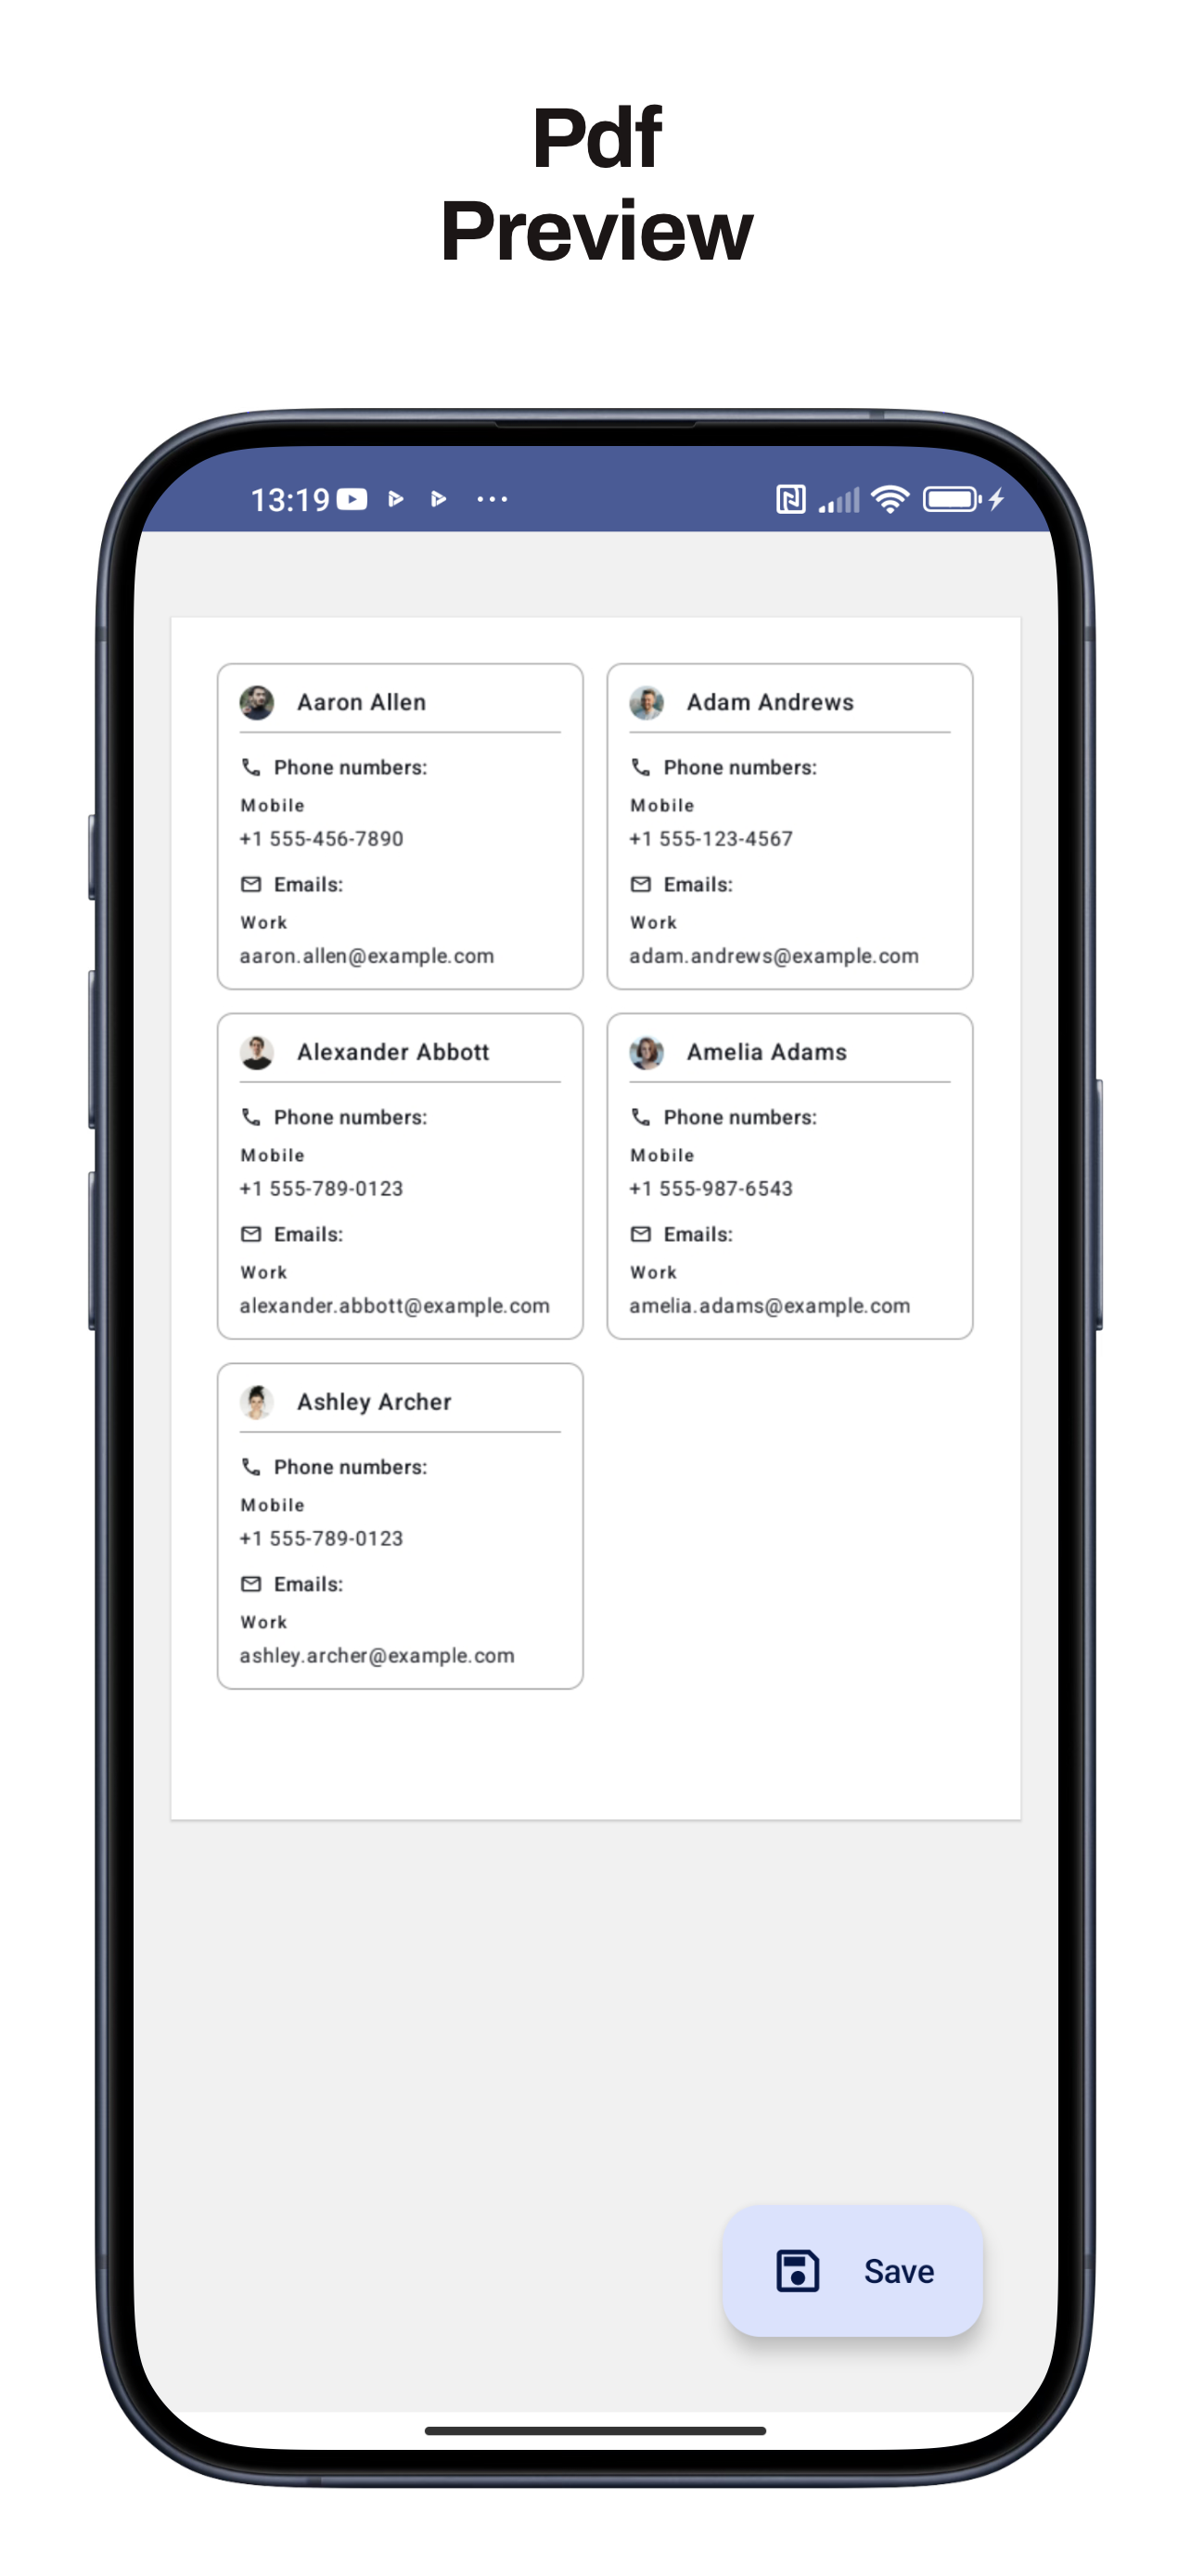 Pdf
Preview
13:19
Aaron Allen
Phone numbers:
Mobile
+1 555-456-7890
Emails:
Work
aaron.allen@example.com
Adam Andrews
Phone numbers:
Mobile
+1 555-123-4567
Emails:
Work
adam.andrews@example.com
Alexander Abbott
Phone numbers:
Mobile
+1 555-789-0123
Emails:
Work
alexander.abbott@example.com
Amelia Adams
Phone numbers:
Mobile
+1 555-987-6543
Emails:
Work
amelia.adams@example.com
Ashley Archer
Phone numbers:
Mobile
+1 555-789-0123
Emails:
Work
ashley.archer@example.com
Save